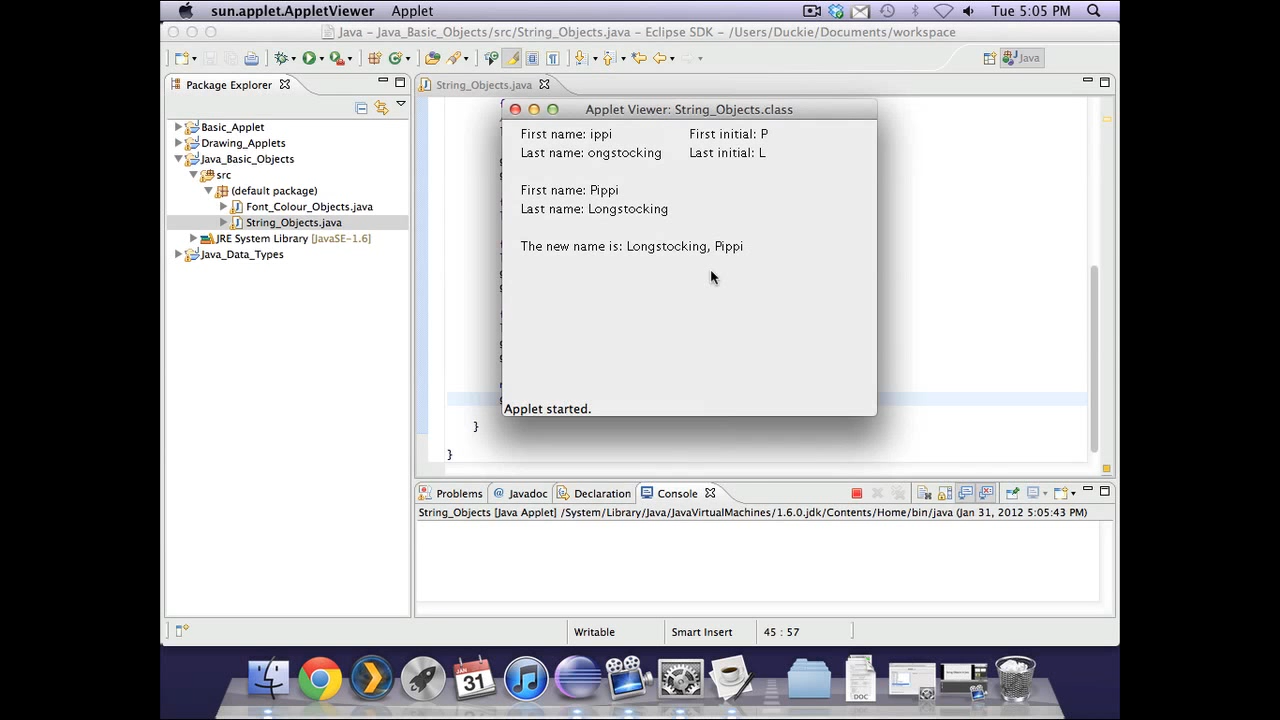 sun.applet.AppletViewer Applet Tue 5:05 PM
Java – Java_Basic_Objects/src/String_Objects.java – Eclipse SDK – /Users/Duckie/Documents/workspace
Java
Package Explorer
String_Objects.java
Basic_Applet
Drawing_Applets
Java_Basic_Objects
src
(default package)
Font_Colour_Objects.java
String_Objects.java
JRE System Library [JavaSE-1.6]
Java_Data_Types
Applet Viewer: String_Objects.class
First name: ippi First initial: P
Last name: ongstocking Last initial: L
First name: Pippi
Last name: Longstocking
The new name is: Longstocking, Pippi
Applet started.
}
}
Problems @ Javadoc Declaration Console
String_Objects [Java Applet] /System/Library/Java/JavaVirtualMachines/1.6.0.jdk/Contents/Home/bin/java (Jan 31, 2012 5:05:43 PM)
Writable Smart Insert 45 : 57
JAN
31
DOC